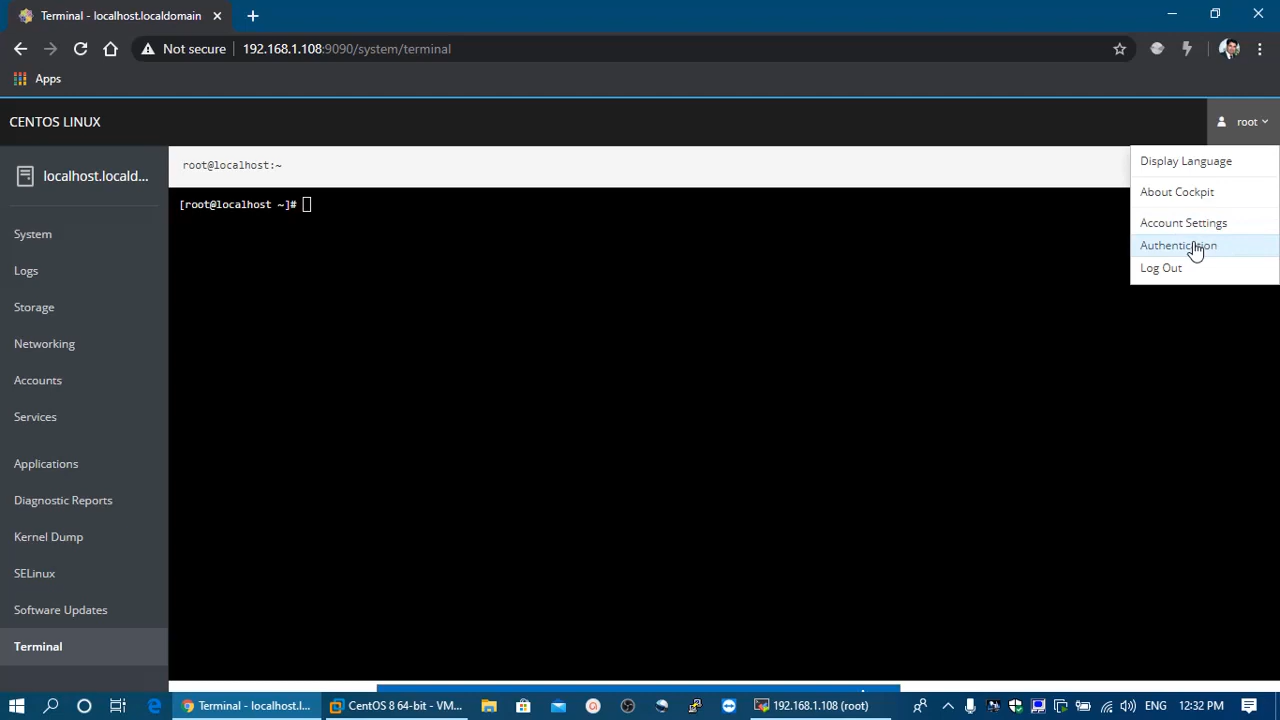 Terminal - localhost.localdomain
Not secure 192.168.1.108:9090/system/terminal
Apps
CENTOS LINUX
root
localhost.locald...
root@localhost:~
Display Language
About Cockpit
Account Settings
Authentication
Log Out
[root@localhost ~]#
System
Logs
Storage
Networking
Accounts
Services
Applications
Diagnostic Reports
Kernel Dump
SELinux
Software Updates
Terminal
Terminal - localhost.l...
CentOS 8 64-bit - VM...
192.168.1.108 (root)
ENG
12:32 PM